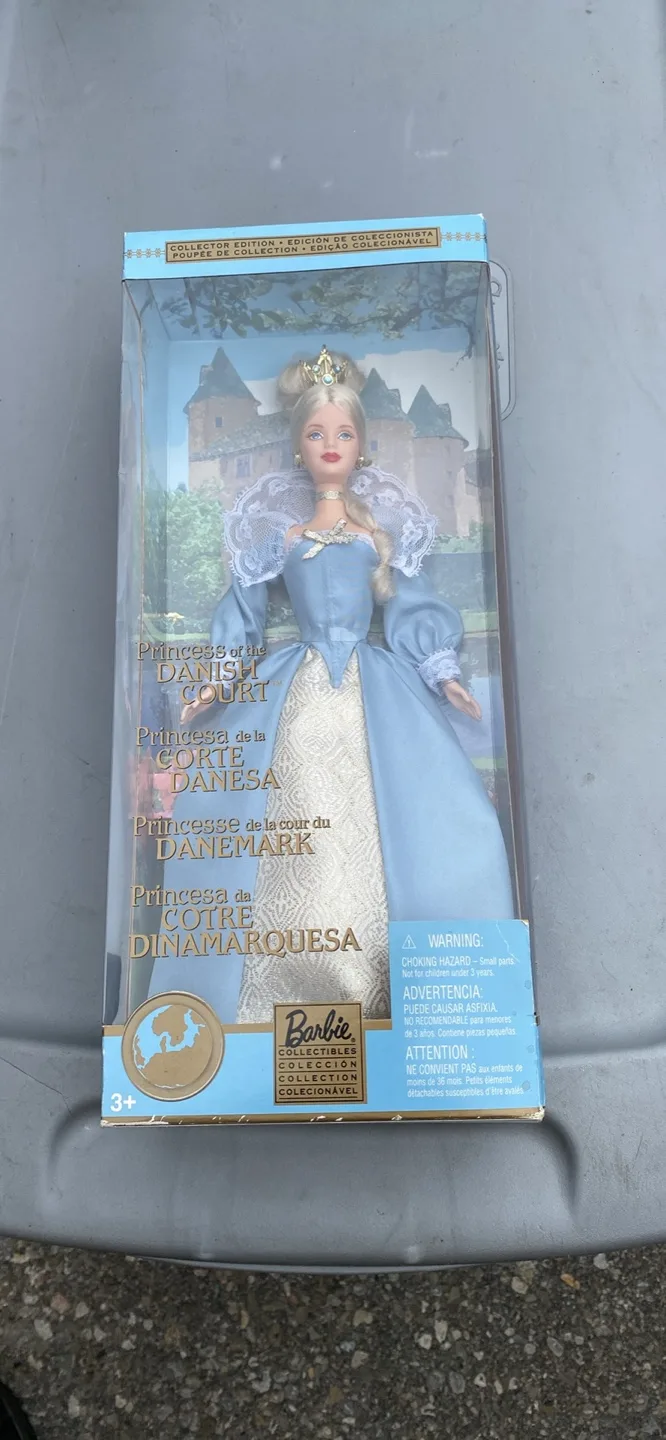 COLLECTOR EDITION • EDICIÓN DE COLECCIONISTA
POUPÉE DE COLLECTION • EDIÇÃO COLECIONÁVEL
Princess of the
DANISH
COURT™
Princesa de la
CORTE
DANESA
Princesse de la cour du
DANEMARK
Princesa da
COTRE
DINAMARQUESA
WARNING:
CHOKING HAZARD – Small parts.
Not for children under 3 years.
ADVERTENCIA:
PUEDE CAUSAR ASFIXIA.
NO RECOMENDABLE para menores
de 3 años. Contiene piezas pequeñas.
ATTENTION :
NE CONVIENT PAS aux enfants de
moins de 36 mois. Petits éléments
détachables susceptibles d'être avalés.
Barbie®
COLLECTIBLES
COLECCIÓN
COLLECTION
COLECIONÁVEL
3+